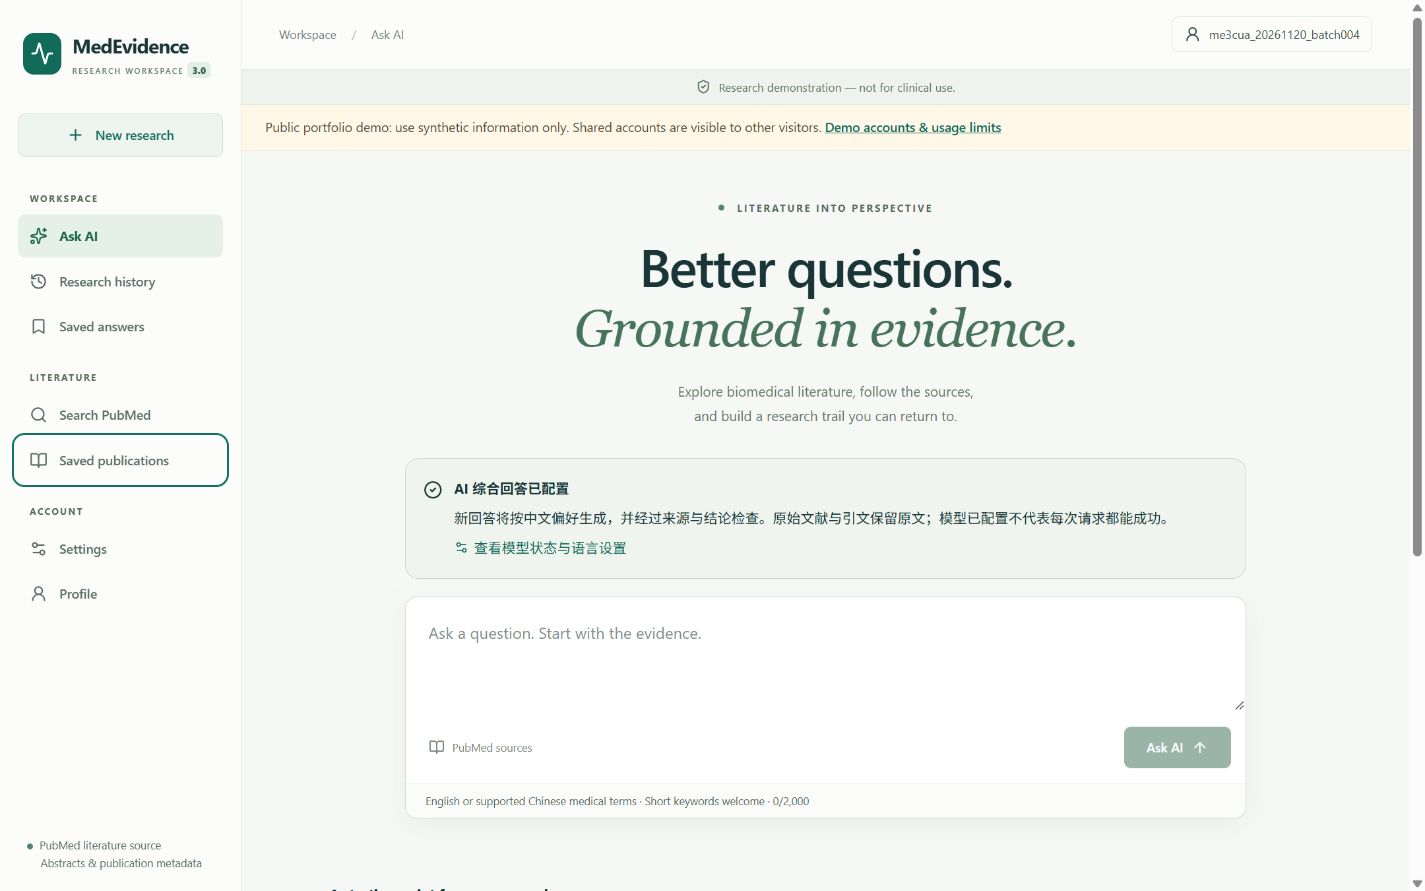 MedEvidence
RESEARCH WORKSPACE 3.0
New research
WORKSPACE
Ask AI
Research history
Saved answers
LITERATURE
Search PubMed
Saved publications
ACCOUNT
Settings
Profile
PubMed literature source
Abstracts & publication metadata
Workspace / Ask AI
me3cua_20261120_batch004
Research demonstration — not for clinical use.
Public portfolio demo: use synthetic information only. Shared accounts are visible to other visitors. Demo accounts & usage limits
LITERATURE INTO PERSPECTIVE
Better questions.
Grounded in evidence.
Explore biomedical literature, follow the sources,
and build a research trail you can return to.
AI 综合回答已配置
新回答将按中文偏好生成，并经过来源与结论检查。原始文献与引文保留原文；模型已配置不代表每次请求都能成功。
查看模型状态与语言设置
Ask a question. Start with the evidence.
PubMed sources
Ask AI
English or supported Chinese medical terms · Short keywords welcome · 0/2,000